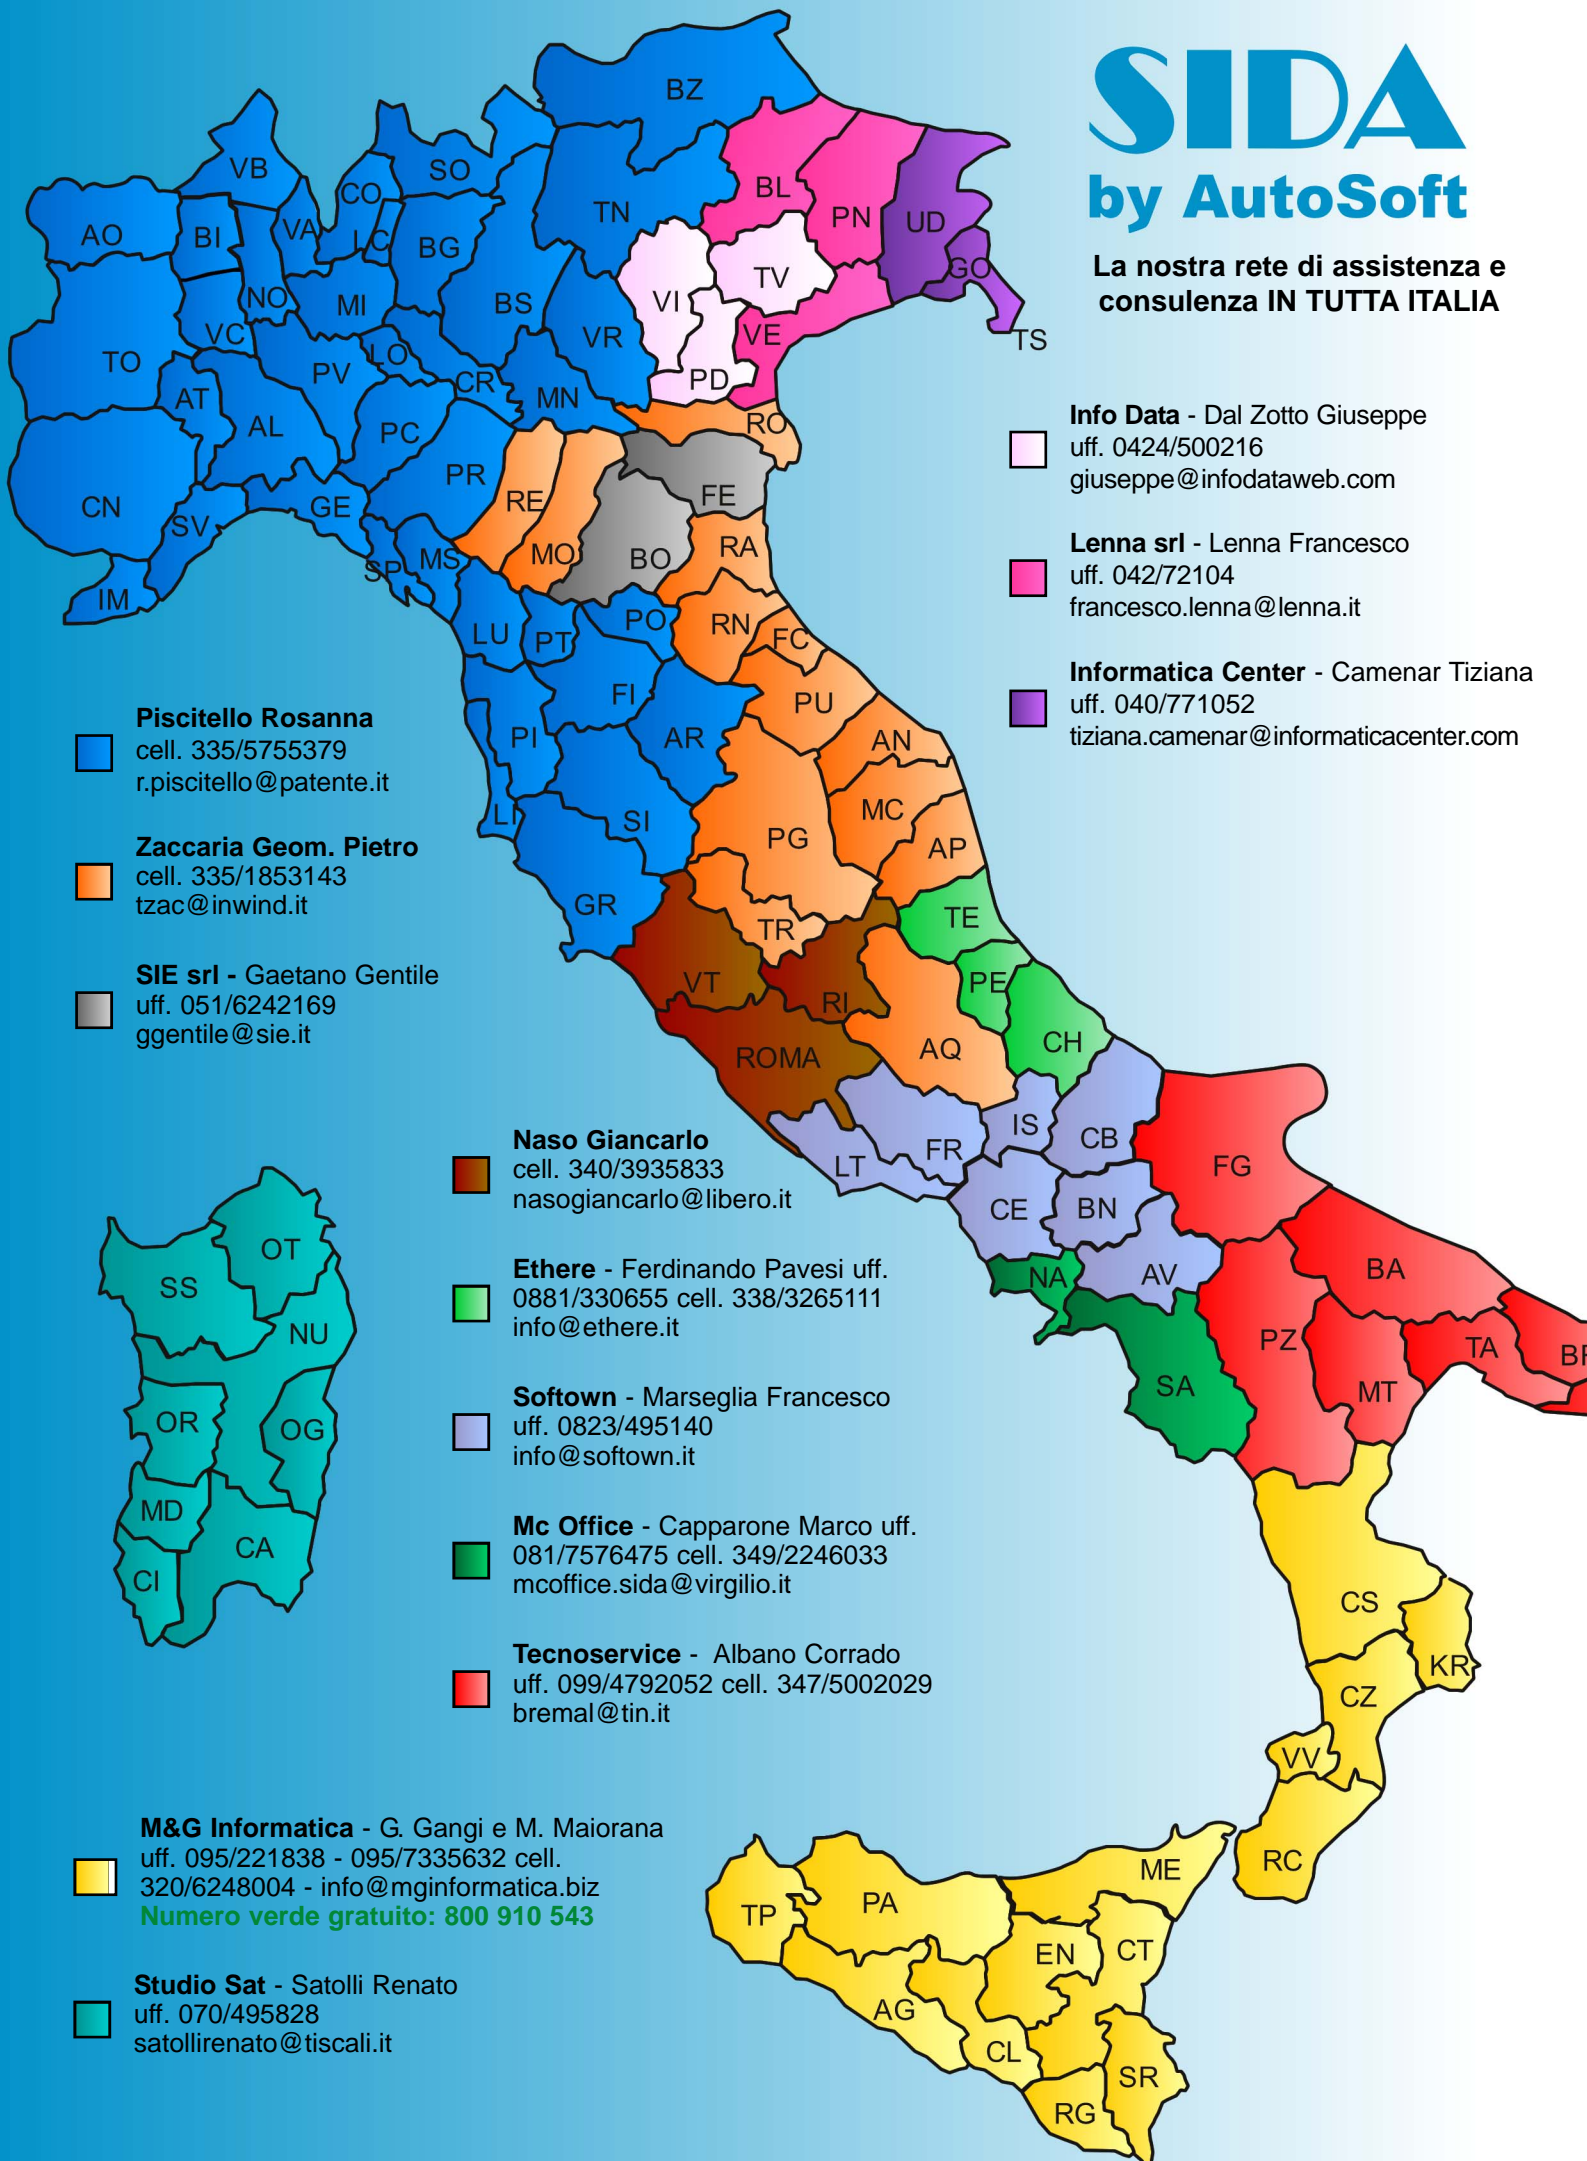 SIDA
by AutoSoft
La nostra rete di assistenza e
consulenza IN TUTTA ITALIA
Info Data - Dal Zotto Giuseppe
uff. 0424/500216
giuseppe@infodataweb.com
Lenna srl - Lenna Francesco
uff. 042/72104
francesco.lenna@lenna.it
Informatica Center - Camenar Tiziana
uff. 040/771052
tiziana.camenar@informaticacenter.com
Piscitello Rosanna
cell. 335/5755379
r.piscitello@patente.it
Zaccaria Geom. Pietro
cell. 335/1853143
tzac@inwind.it
SIE srl - Gaetano Gentile
uff. 051/6242169
ggentile@sie.it
Naso Giancarlo
cell. 340/3935833
nasogiancarlo@libero.it
Ethere - Ferdinando Pavesi uff.
0881/330655 cell. 338/3265111
info@ethere.it
Softown - Marseglia Francesco
uff. 0823/495140
info@softown.it
Mc Office - Capparone Marco uff.
081/7576475 cell. 349/2246033
mcoffice.sida@virgilio.it
Tecnoservice - Albano Corrado
uff. 099/4792052 cell. 347/5002029
bremal@tin.it
M&G Informatica - G. Gangi e M. Maiorana
uff. 095/221838 - 095/7335632 cell.
320/6248004 - info@mginformatica.biz
Numero verde gratuito: 800 910 543
Studio Sat - Satolli Renato
uff. 070/495828
satollirenato@tiscali.it
BZ
VB
SO
CO
BL
TN
PN
UD
AO
BI
VA
LC
BG
GO
TV
NO
MI
BS
VI
VC
VR
VE
TS
TO
LO
PV
CR
PD
AT
MN
AL
PC
RO
PR
RE
FE
CN
SV
GE
MO
BO
RA
SP
MS
IM
LU
PT
PO
RN
FC
FI
PU
PI
AR
AN
LI
SI
MC
PG
AP
GR
TR
TE
VT
RI
PE
ROMA
AQ
CH
IS
CB
LT
FR
FG
CE
BN
NA
AV
BA
PZ
TA
SA
MT
OT
SS
NU
OR
OG
MD
CA
CI
CS
KR
CZ
VV
RC
ME
PA
TP
EN
CT
AG
CL
SR
RG